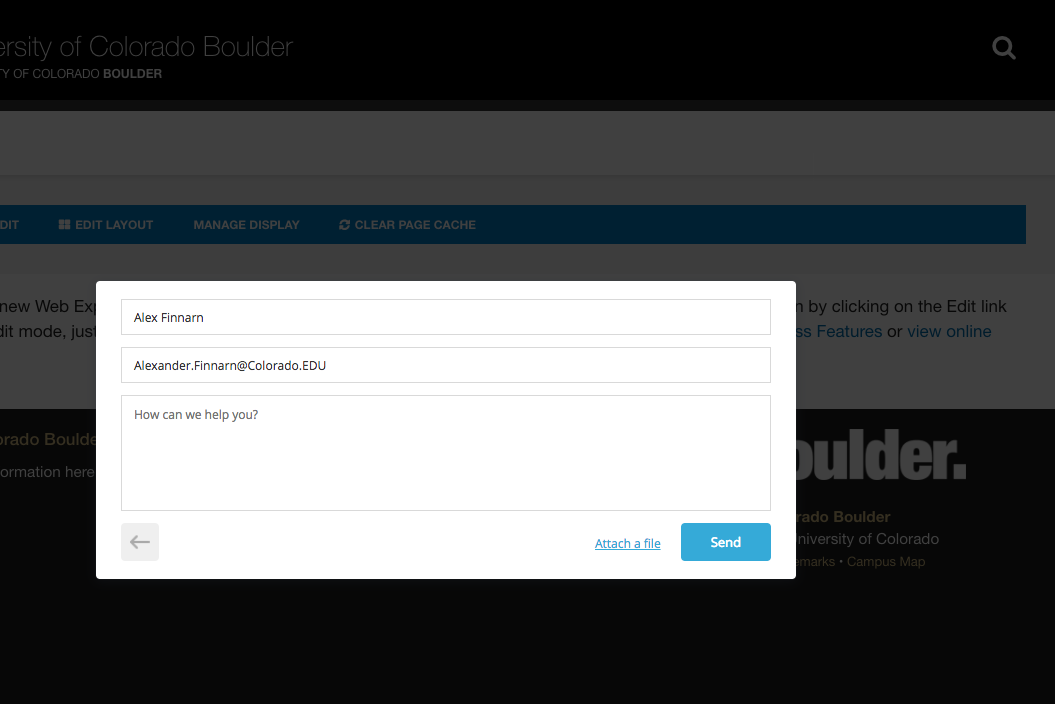 ersity of Colorado Boulder
TY OF COLORADO BOULDER
DIT
EDIT LAYOUT
MANAGE DISPLAY
CLEAR PAGE CACHE
new Web Exp
n by clicking on the Edit link
dit mode, just
ss Features or view online
Alex Finnarn
Alexander.Finnarn@Colorado.EDU
How can we help you?
Attach a file
Send
orado Boulde
ormation here
oulder.
rado Boulder
niversity of Colorado
emarks • Campus Map